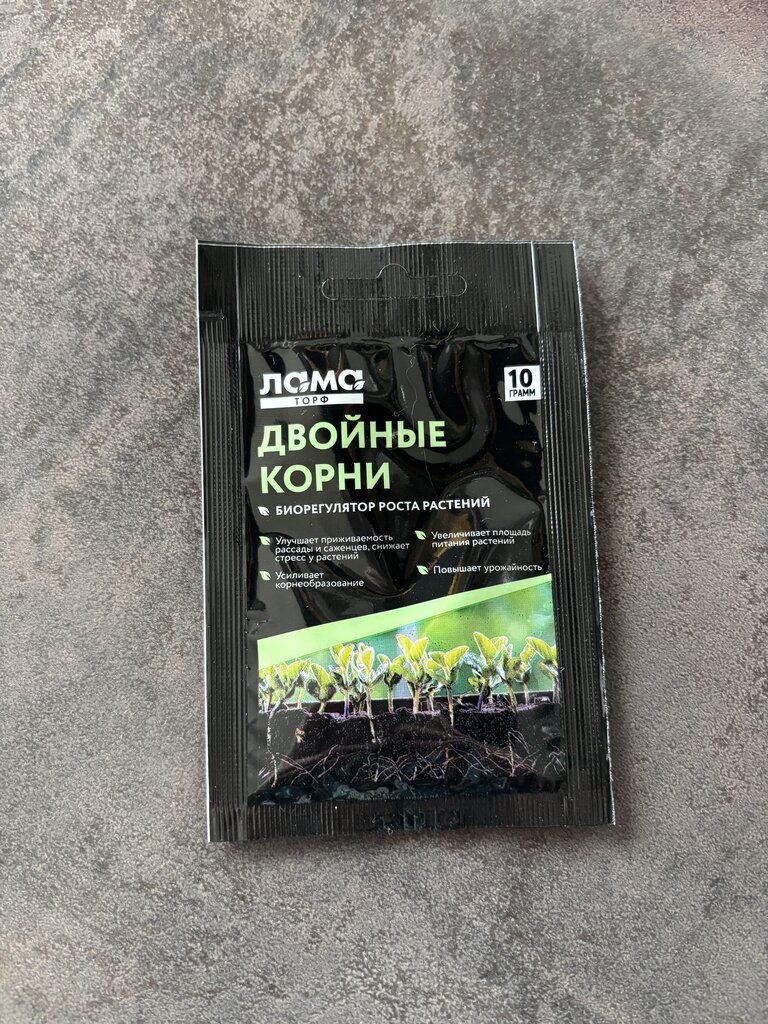 лама
ТОРФ
10
ГРАММ
ДВОЙНЫЕ
КОРНИ
БИОРЕГУЛЯТОР РОСТА РАСТЕНИЙ
Улучшает приживаемость
рассады и саженцев, снижает
стресс у растений
Усиливает
корнеобразование
Увеличивает площадь
питания растений
Повышает урожайность